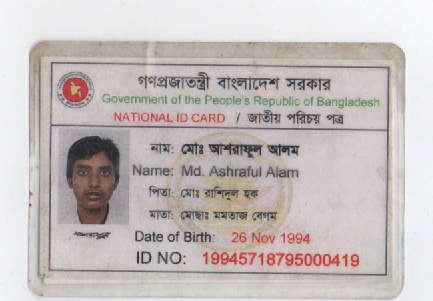 গণপ্রজাতন্ত্রী বাংলাদেশ সরকার
Government of the People's Republic of Bangladesh
NATIONAL ID CARD / জাতীয় পরিচয় পত্র
নাম: মোঃ আশরাফুল আলম
Name: Md. Ashraful Alam
পিতা: মোঃ রাশিদুল হক
মাতা: মোছাঃ মমতাজ বেগম
Date of Birth: 26 Nov 1994
ID NO: 19945718795000419